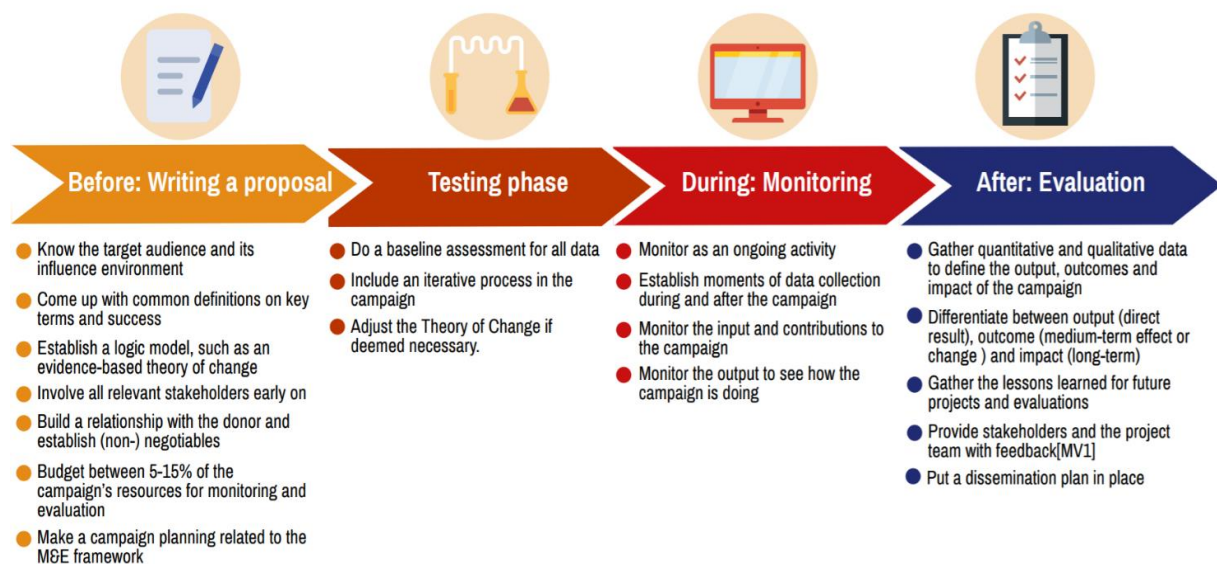 Before: Writing a proposal
Know the target audience and its
influence environment
Come up with common definitions on key
terms and success
Establish a logic model, such as an
evidence-based theory of change
Involve all relevant stakeholders early on
Build a relationship with the donor and
establish (non-) negotiables
Budget between 5-15% of the
campaign's resources for monitoring and
evaluation
Make a campaign planning related to the
M&E framework
Testing phase
Do a baseline assessment for all data
Include an iterative process in the
campaign
Adjust the Theory of Change if
deemed necessary.
During: Monitoring
Monitor as an ongoing activity
Establish moments of data collection
during and after the campaign
Monitor the input and contributions to
the campaign
Monitor the output to see how the
campaign is doing
After: Evaluation
Gather quantitative and qualitative data
to define the output, outcomes and
impact of the campaign
Differentiate between output (direct
result), outcome (medium-term effect or
change ) and impact (long-term)
Gather the lessons learned for future
projects and evaluations
Provide stakeholders and the project
team with feedback[MV1]
Put a dissemination plan in place